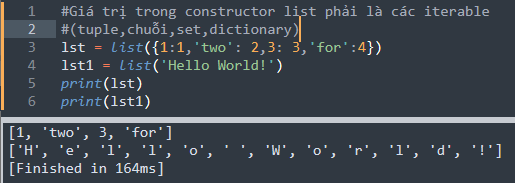 1 #Giá trị trong constructor list phải là các iterable
2 #(tuple,chuỗi,set,dictionary)
3 lst = list({1:1,'two': 2,3: 3,'for':4})
4 lst1 = list('Hello World!')
5 print(lst)
6 print(lst1)
[1, 'two', 3, 'for']
['H', 'e', 'l', 'l', 'o', ' ', 'W', 'o', 'r', 'l', 'd', '!']
[Finished in 164ms]